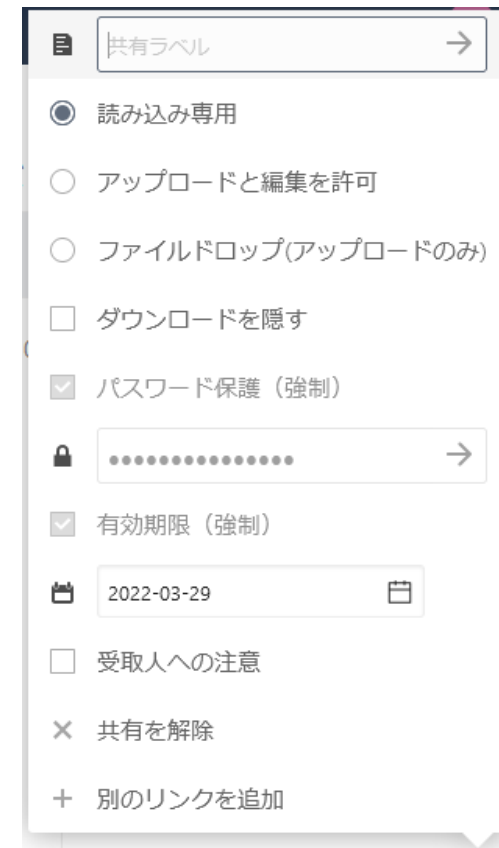 共有ラベル
読み込み専用
アップロードと編集を許可
ファイルドロップ(アップロードのみ)
ダウンロードを隠す
パスワード保護（強制）
有効期限（強制）
2022-03-29
受取人への注意
共有を解除
別のリンクを追加